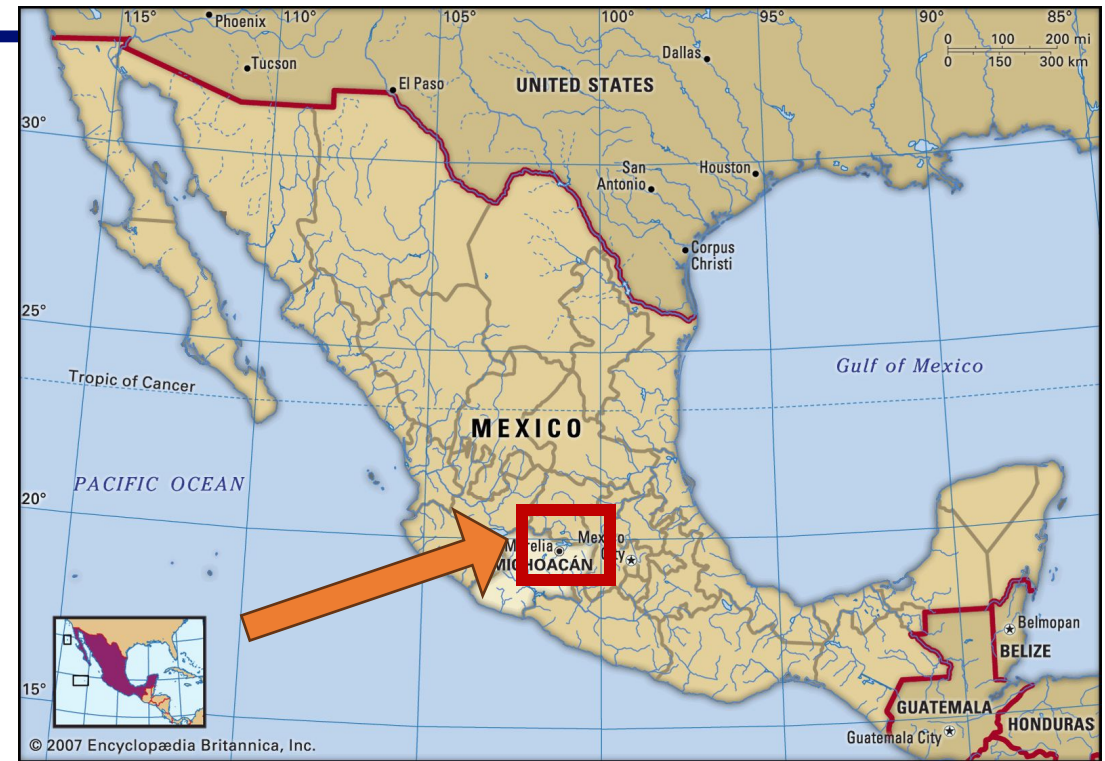 115°
110°
105°
100°
95°
90°
85°
Phoenix
0 100 200 mi
0 150 300 km
Dallas
Tucson
El Paso
UNITED STATES
30°
San
Antonio
Houston
Corpus
Christi
25°
Gulf of Mexico
Tropic of Cancer
MEXICO
20°
PACIFIC OCEAN
Morelia
Mexico
City
MICHOACÁN
Belmopan
BELIZE
15°
GUATEMALA
HONDURAS
Guatemala City
© 2007 Encyclopædia Britannica, Inc.